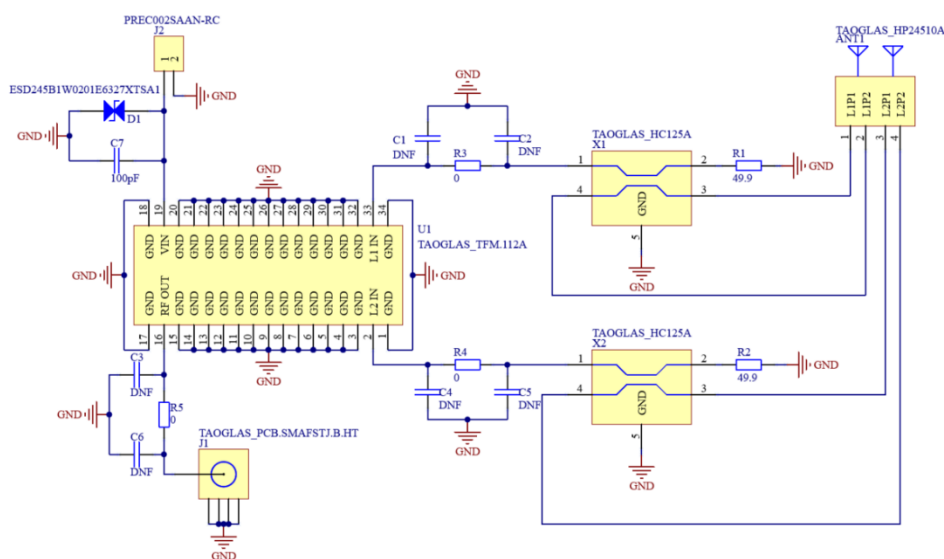 PREC002SAAN-RC
J2
1
2
GND
ESD245B1W0201E6327XTSA1
D1
GND
C7
100pF
GND
18 19 20 21 22 23 24 25 26 27 28 29 30 31 32 33 34
GND VIN GND GND GND GND GND GND GND GND GND GND GND GND GND L1 IN GND
U1
TAOGLAS_TFM.112A
GND
GND
GND RF OUT GND GND GND GND GND GND GND GND GND GND GND GND GND L2 IN GND
17 16 15 14 13 12 11 10 9 8 7 6 5 4 3 2 1
GND
C3
DNF
GND
R5
0
C6
DNF
TAOGLAS_PCB.SMAFSTJ.B.HT
J1
GND
GND
C1
DNF
C2
DNF
R3
0
TAOGLAS_HC125A
X1
1
2
4
3
GND
5
GND
R1
49.9
GND
R4
0
C4
DNF
C5
DNF
GND
TAOGLAS_HC125A
X2
1
2
4
3
GND
5
GND
R2
49.9
GND
TAOGLAS_HP24510A
ANT1
L1P1
L1P2
L2P1
L2P2
1
2
3
4